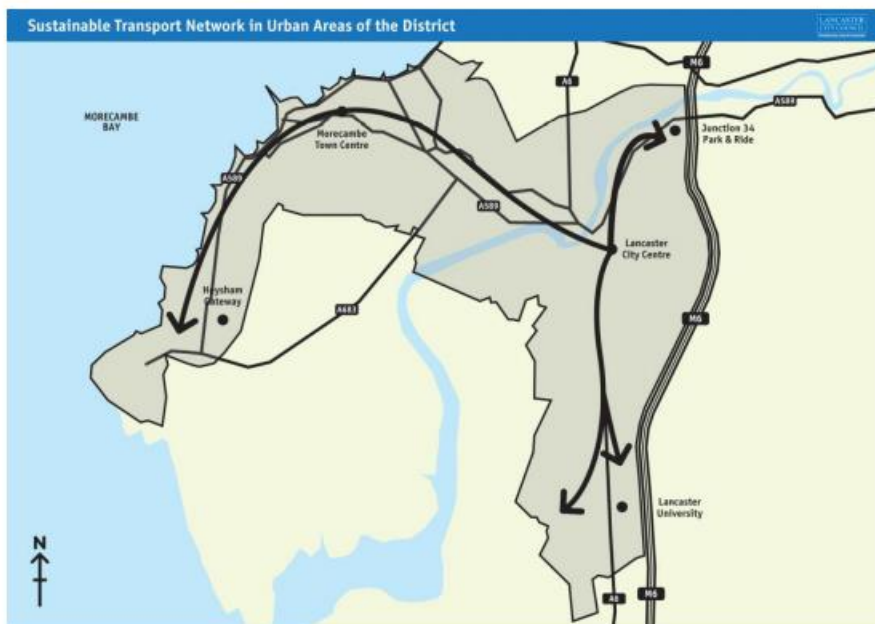 Sustainable Transport Network in Urban Areas of the District
LANCASTER
CITY COUNCIL
M6
A6
MORECAMBE
BAY
Junction 34
Park & Ride
Morecambe
Town Centre
A589
A589
Lancaster
City Centre
Heysham
Gateway
A683
M6
Lancaster
University
N
A6
M6